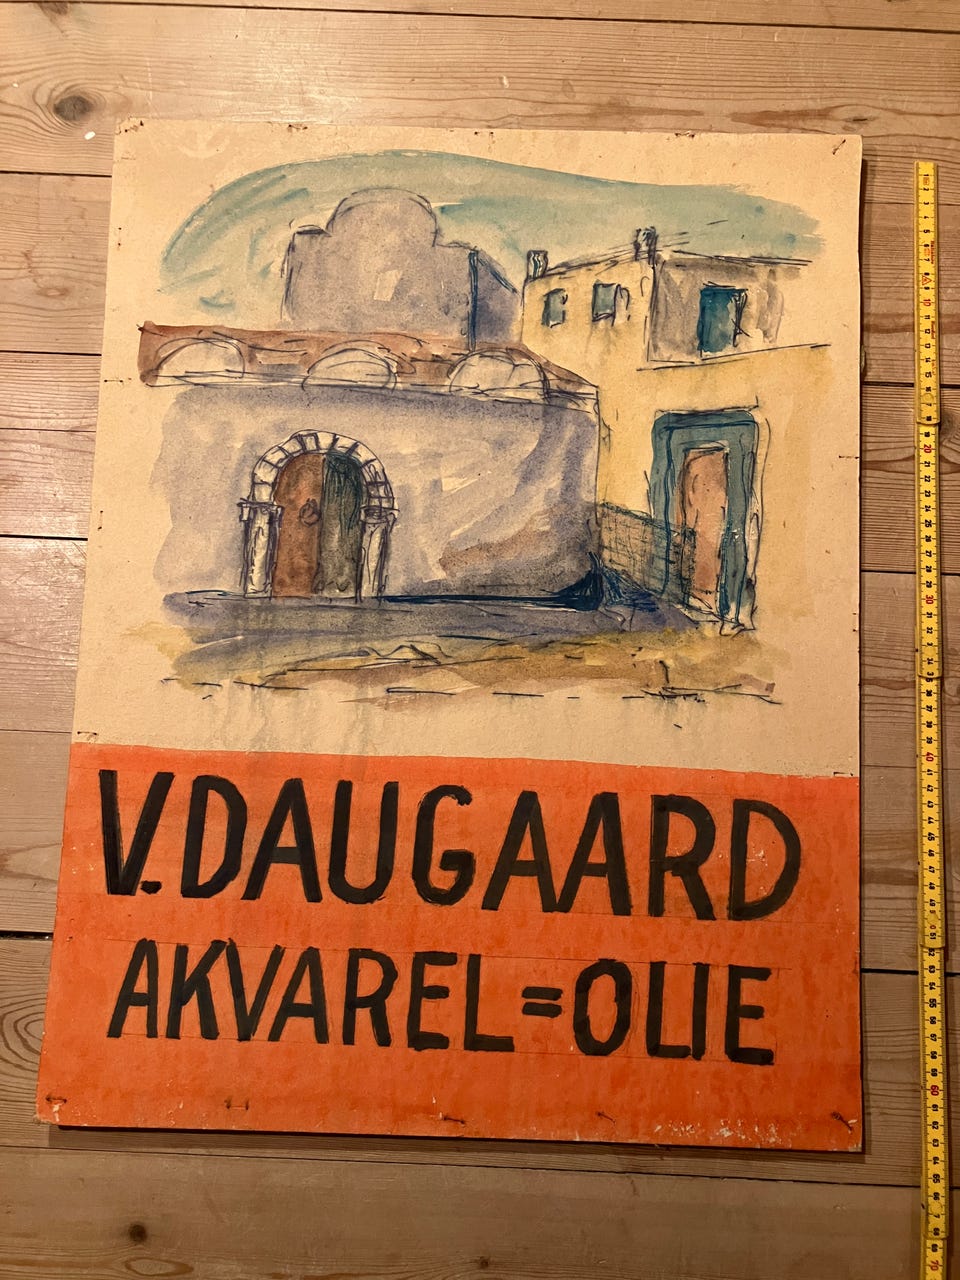 V. DAUGAARD
AKVAREL = OLIE